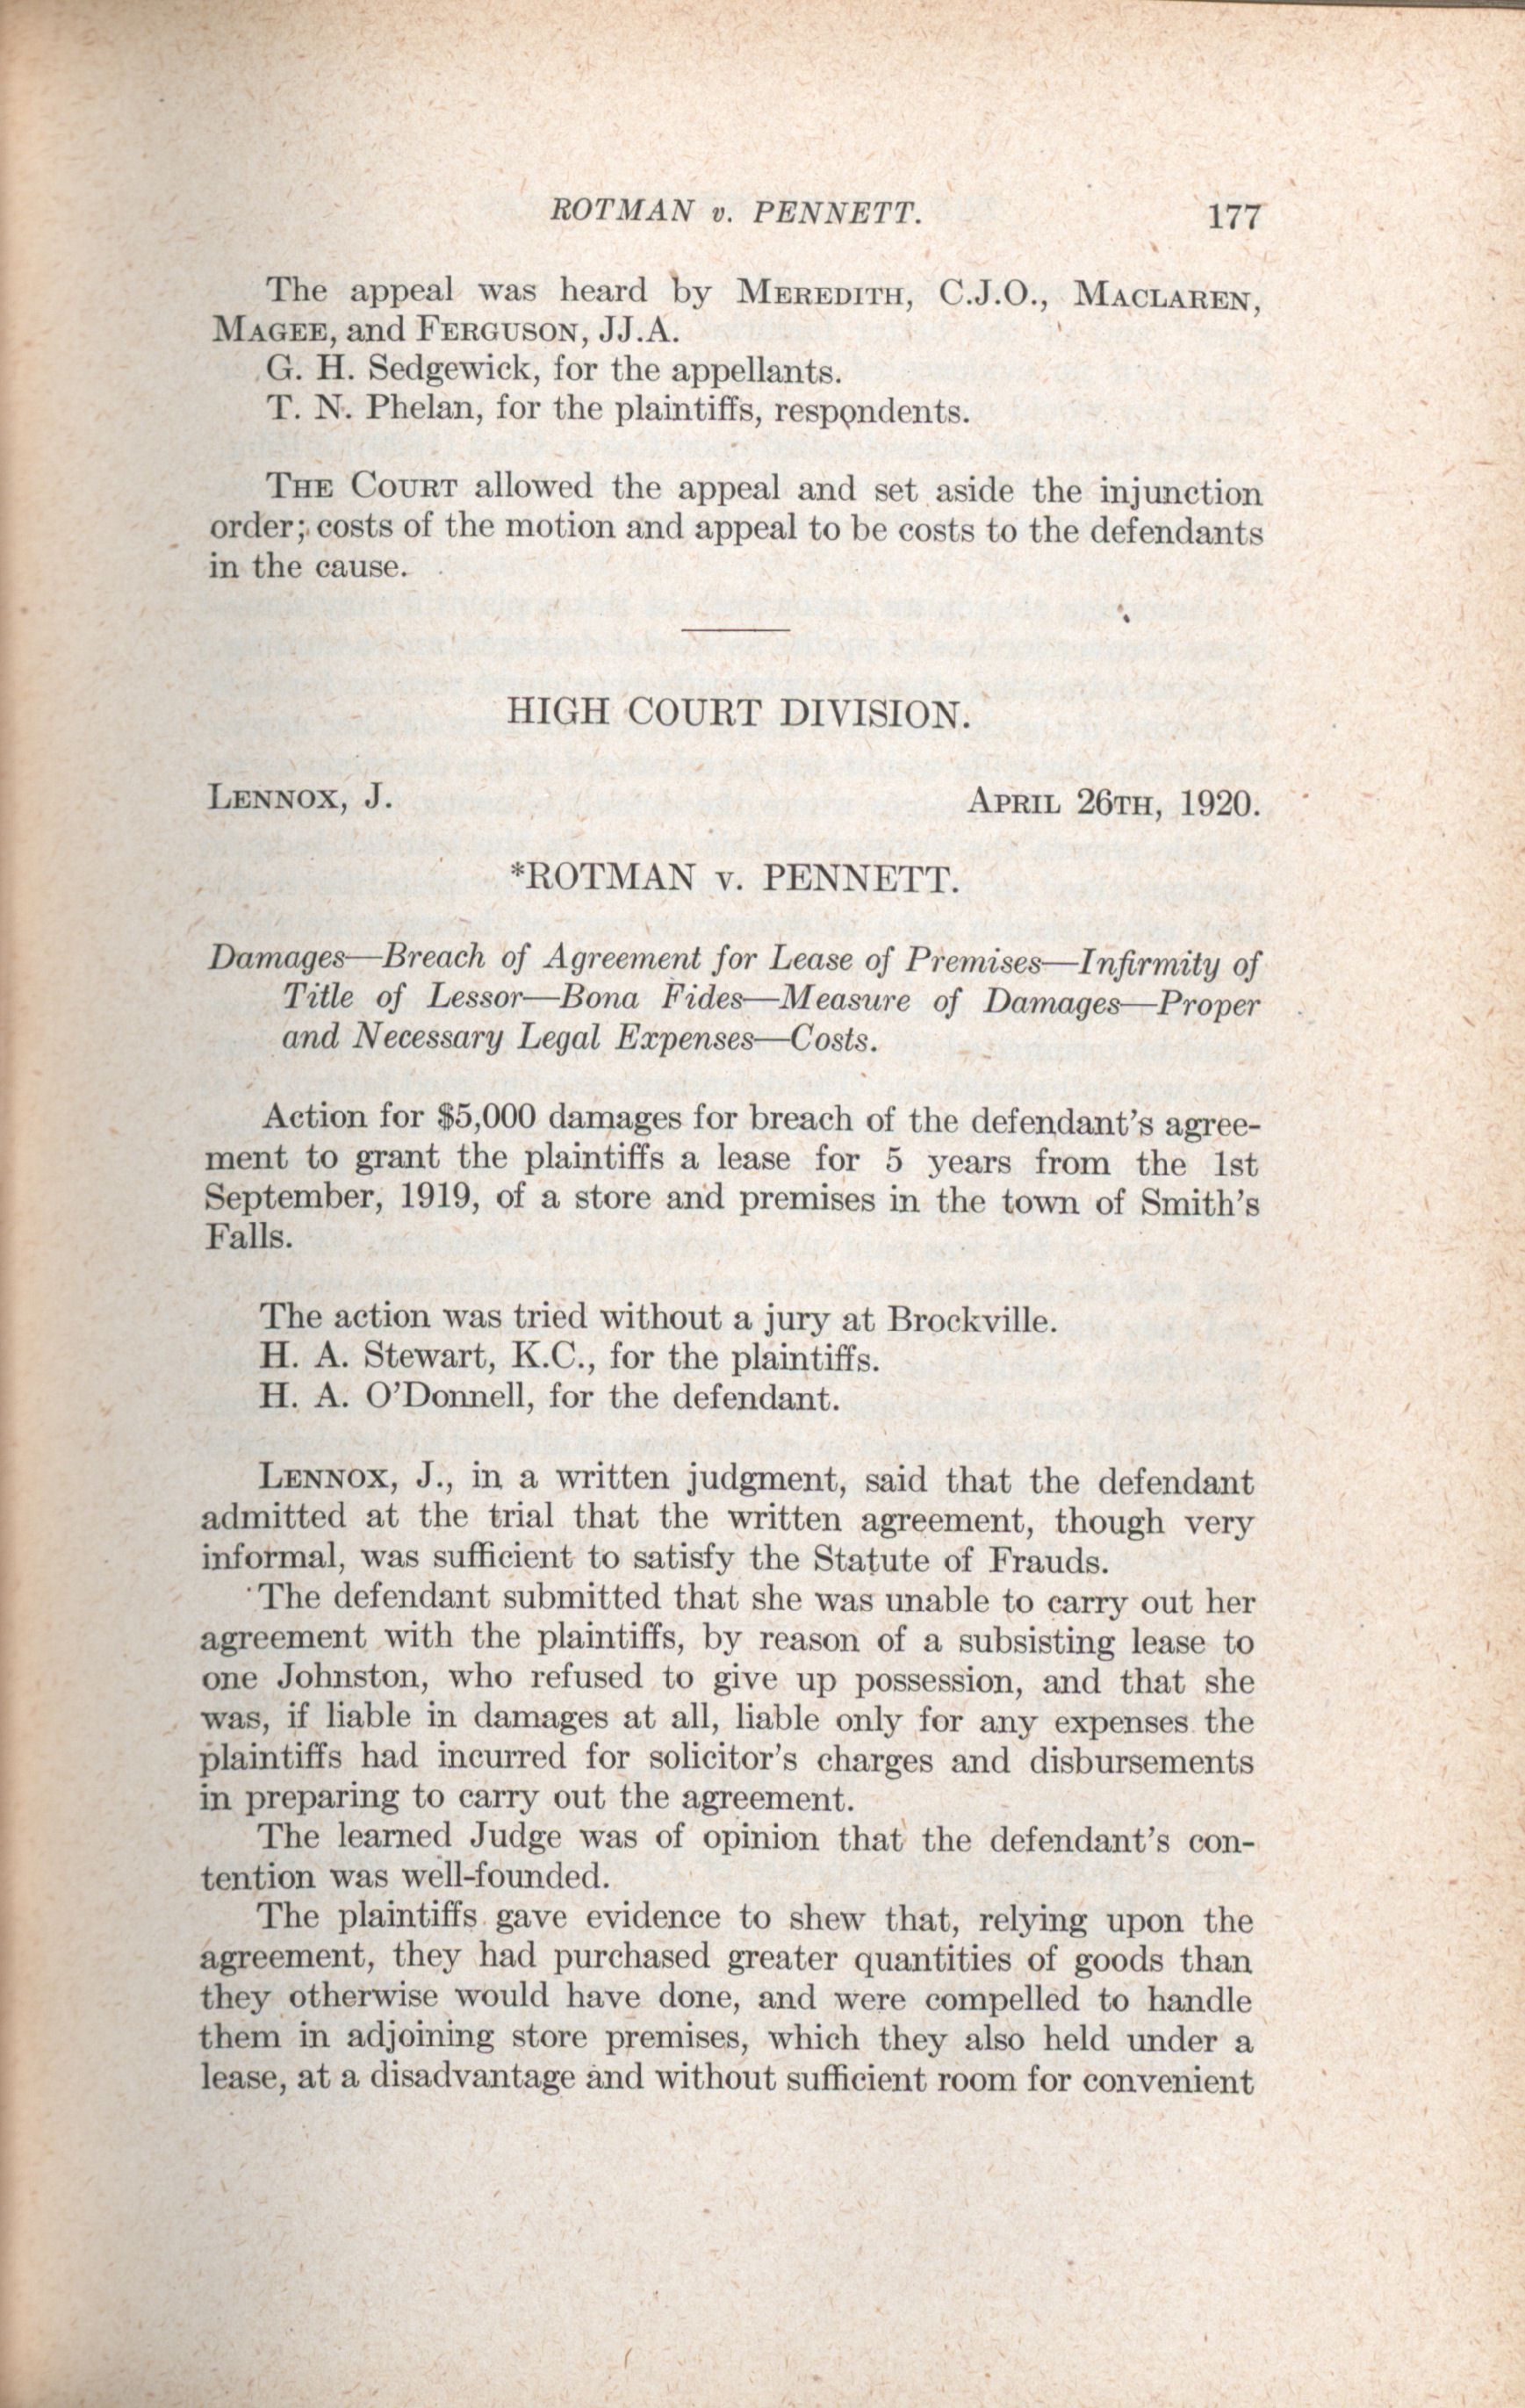 ROTMAN v. PENNETT. 177
The appeal was heard by MEREDITH, C.J.O., MACLAREN,
MAGEE, and FERGUSON, JJ.A.
G. H. Sedgewick, for the appellants.
T. N. Phelan, for the plaintiffs, respondents.
THE COURT allowed the appeal and set aside the injunction
order; costs of the motion and appeal to be costs to the defendants
in the cause.
HIGH COURT DIVISION.
LENNOX, J. APRIL 26TH, 1920.
*ROTMAN v. PENNETT.
Damages—Breach of Agreement for Lease of Premises—Infirmity of
Title of Lessor—Bona Fides—Measure of Damages—Proper
and Necessary Legal Expenses—Costs.
Action for $5,000 damages for breach of the defendant's agree-
ment to grant the plaintiffs a lease for 5 years from the 1st
September, 1919, of a store and premises in the town of Smith's
Falls.
The action was tried without a jury at Brockville.
H. A. Stewart, K.C., for the plaintiffs.
H. A. O'Donnell, for the defendant.
LENNOX, J., in a written judgment, said that the defendant
admitted at the trial that the written agreement, though very
informal, was sufficient to satisfy the Statute of Frauds.
The defendant submitted that she was unable to carry out her
agreement with the plaintiffs, by reason of a subsisting lease to
one Johnston, who refused to give up possession, and that she
was, if liable in damages at all, liable only for any expenses the
plaintiffs had incurred for solicitor's charges and disbursements
in preparing to carry out the agreement.
The learned Judge was of opinion that the defendant's con-
tention was well-founded.
The plaintiffs gave evidence to shew that, relying upon the
agreement, they had purchased greater quantities of goods than
they otherwise would have done, and were compelled to handle
them in adjoining store premises, which they also held under a
lease, at a disadvantage and without sufficient room for convenient